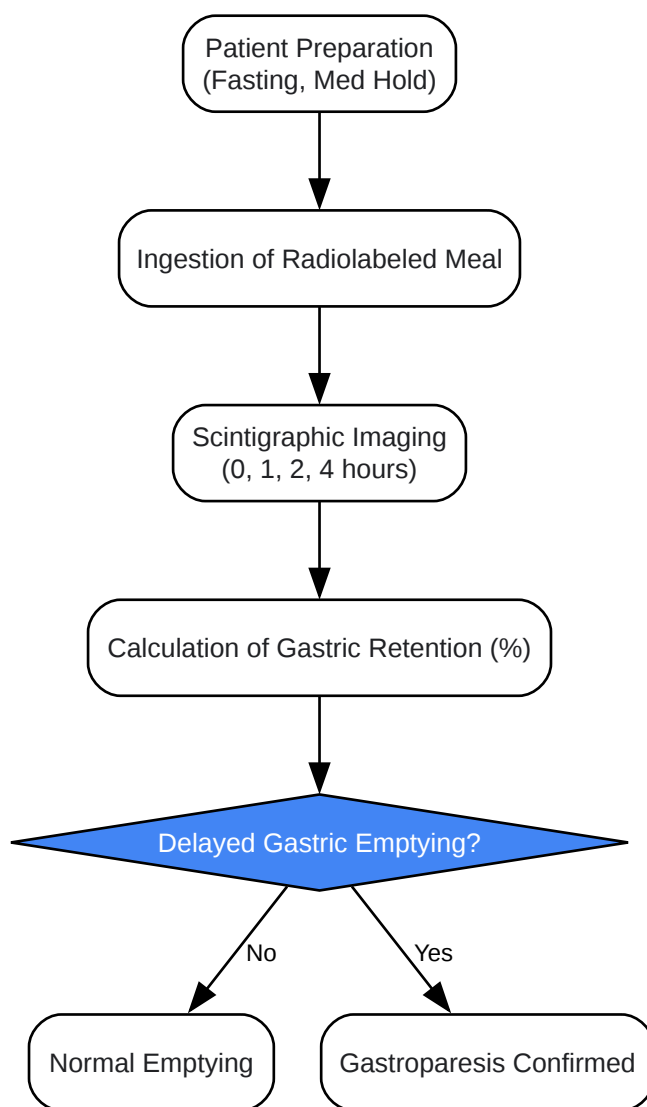 Patient Preparation
(Fasting, Med Hold)
Ingestion of Radiolabeled Meal
Scintigraphic Imaging
(0, 1, 2, 4 hours)
Calculation of Gastric Retention (%)
Delayed Gastric Emptying?
No
Yes
Normal Emptying
Gastroparesis Confirmed